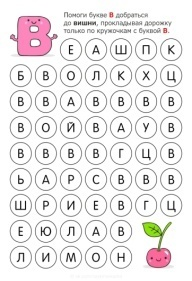 Помоги букве В добраться
до вишни, прокладывая дорожку
только по кружочкам с буквой В.
В
Е А Ш П К
Б В О Л К Х Ц
В В В В В В В
В О Й В А У В
В В В В Г Ц В
Ь А Р С В В В
Ш Р И Е В Г Ц
Е Ю Л А В
Л И М О Н